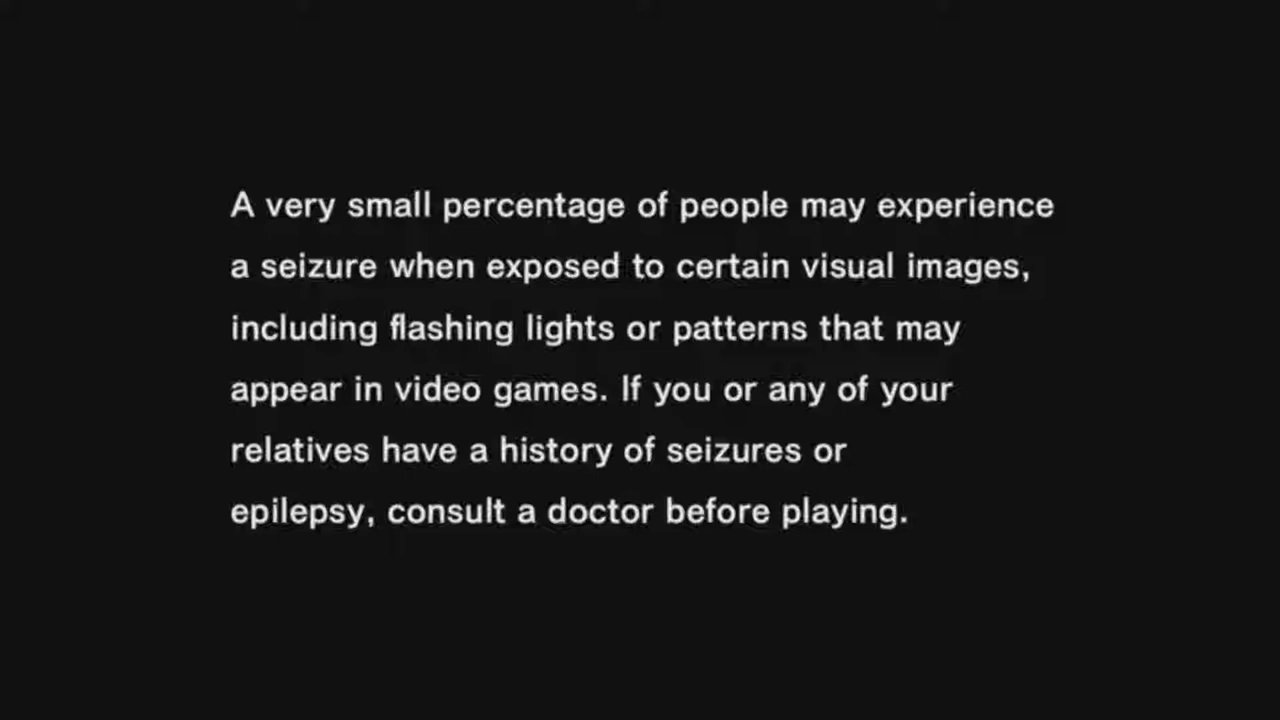 A very small percentage of people may experience
a seizure when exposed to certain visual images,
including flashing lights or patterns that may
appear in video games. If you or any of your
relatives have a history of seizures or
epilepsy, consult a doctor before playing.